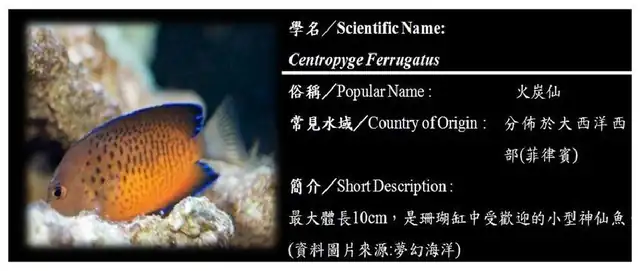 學名／Scientific Name:
Centropyge Ferrugatus
俗稱／Popular Name : 火炭仙
常見水域／Country of Origin : 分佈於大西洋西
部(菲律賓)
簡介／Short Description :
最大體長10cm，是珊瑚缸中受歡迎的小型神仙魚。
(資料圖片來源:夢幻海洋)